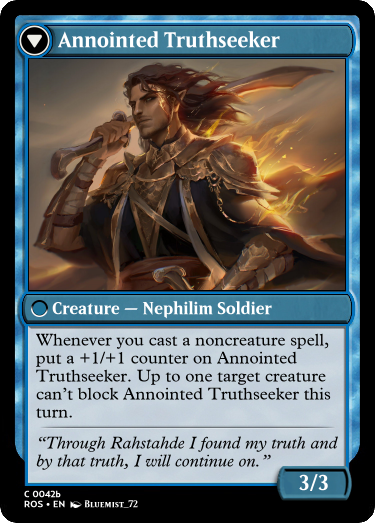 Annointed Truthseeker
Creature — Nephilim Soldier
Whenever you cast a noncreature spell,
put a +1/+1 counter on Annointed
Truthseeker. Up to one target creature
can't block Annointed Truthseeker this
turn.
“Through Rahstahde I found my truth and
by that truth, I will continue on.”
3/3
C 0042b
ROS • EN Bluemist_72